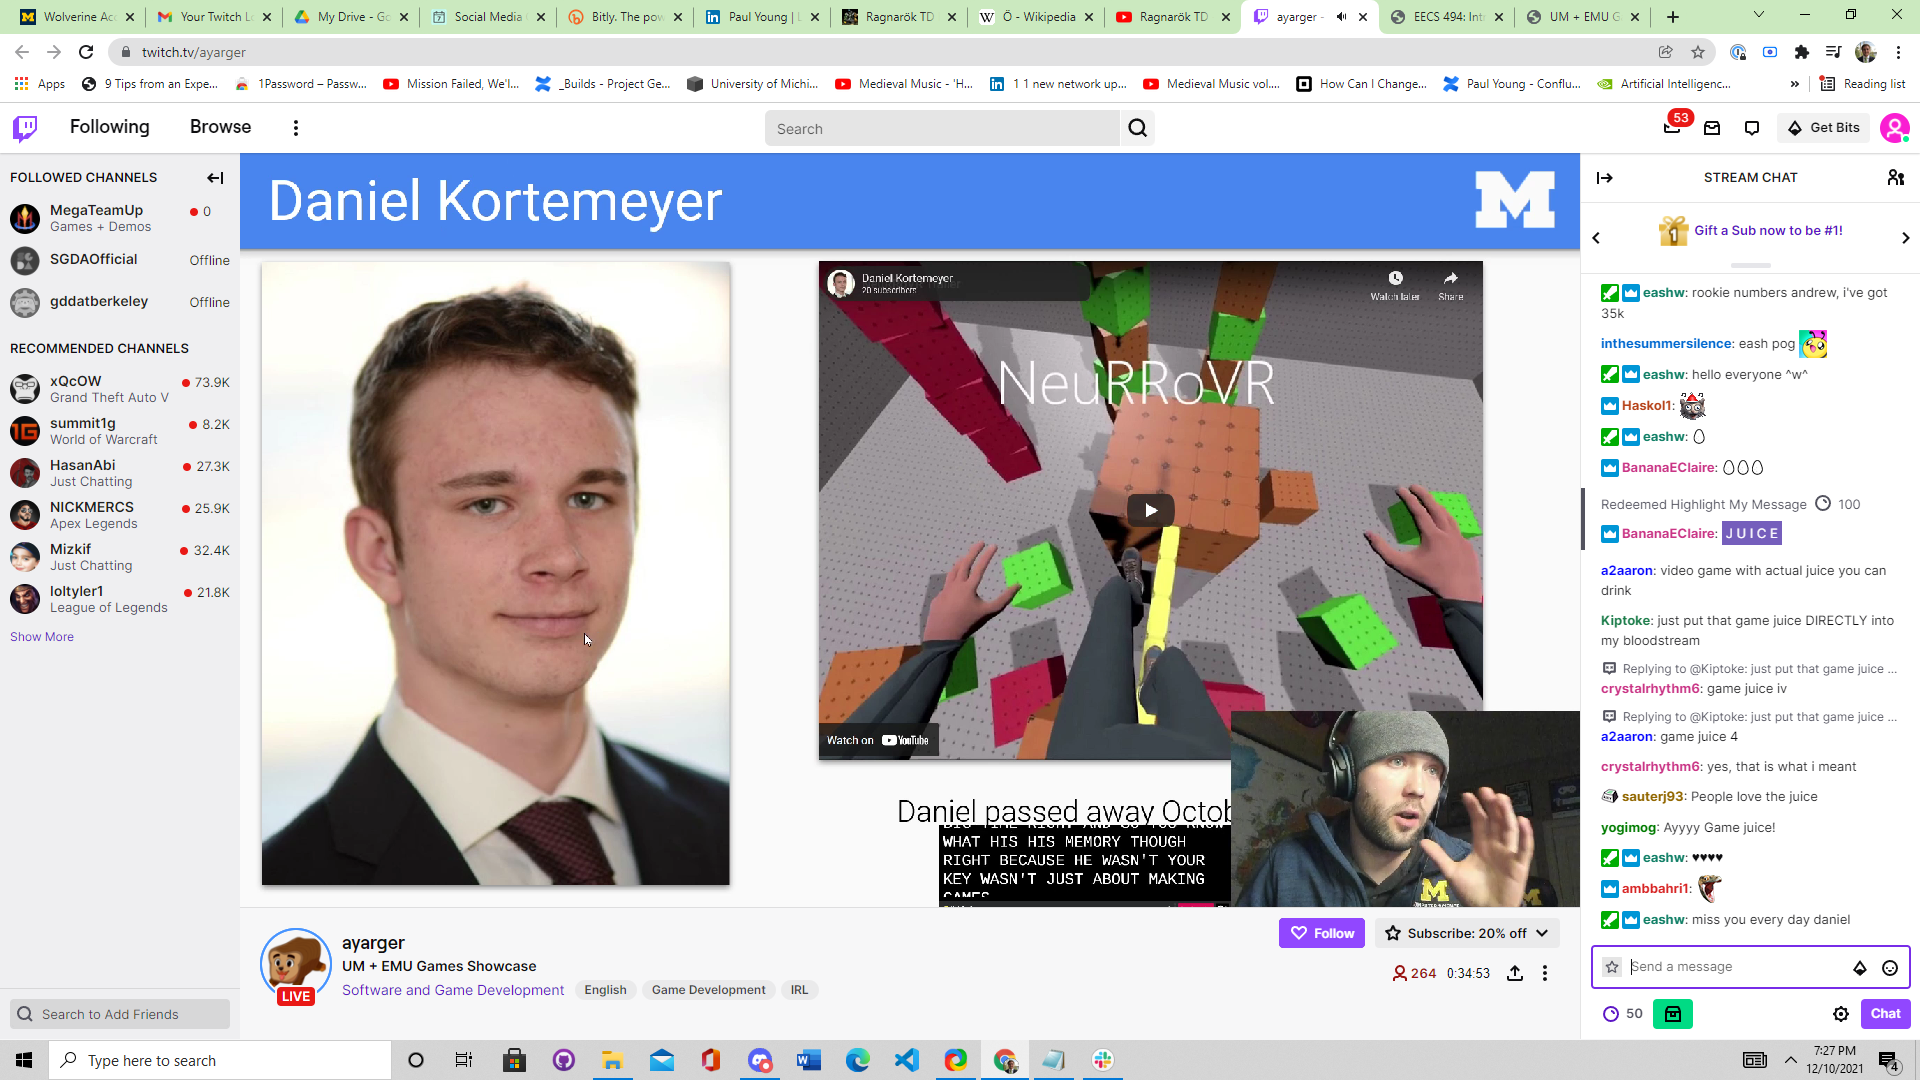 Wolverine Acc
Your Twitch Lo
My Drive - Go
Social Media
Bitly. The pow
Paul Young | L
Ragnarök TD
Ö - Wikipedia
Ragnarök TD
ayarger -
EECS 494: Int
UM + EMU G
twitch.tv/ayarger
Apps
9 Tips from an Expe...
1Password – Passw...
Mission Failed, We'l...
_Builds - Project Ge...
University of Michi...
Medieval Music - 'H...
1 1 new network up...
Medieval Music vol....
How Can I Change...
Paul Young - Conflu...
Artificial Intelligenc...
»
Reading list
Following
Browse
Search
53
Get Bits
FOLLOWED CHANNELS
MegaTeamUp
0
Games + Demos
SGDAOfficial
Offline
gddatberkeley
Offline
RECOMMENDED CHANNELS
xQcOW
73.9K
Grand Theft Auto V
summit1g
8.2K
World of Warcraft
HasanAbi
27.3K
Just Chatting
NICKMERCS
25.9K
Apex Legends
Mizkif
32.4K
Just Chatting
loltyler1
21.8K
League of Legends
Show More
Search to Add Friends
Daniel Kortemeyer
M
Daniel Kortemeyer
20 subscribers
Watch later
Share
NeuRRoVR
Watch on YouTube
Daniel passed away Octob
BIG TIME RIGHT AND SO YOU KNOW
WHAT HIS HIS MEMORY THOUGH
RIGHT BECAUSE HE WASN'T YOUR
KEY WASN'T JUST ABOUT MAKING
GAMES
M
ayarger
UM + EMU Games Showcase
Software and Game Development
English
Game Development
IRL
LIVE
Follow
Subscribe: 20% off
264
0:34:53
STREAM CHAT
1
Gift a Sub now to be #1!
eashw: rookie numbers andrew, i've got
35k
inthesummersilence: eash pog
eashw: hello everyone ^w^
Haskol1:
eashw:
BananaEClaire:
Redeemed Highlight My Message 100
BananaEClaire: J U I C E
a2aaron: video game with actual juice you can
drink
Kiptoke: just put that game juice DIRECTLY into
my bloodstream
Replying to @Kiptoke: just put that game juice ...
crystalrhythm6: game juice iv
Replying to @Kiptoke: just put that game juice ...
a2aaron: game juice 4
crystalrhythm6: yes, that is what i meant
sauterj93: People love the juice
yogimog: Ayyyy Game juice!
eashw: ♥♥♥♥
ambbahri1:
eashw: miss you every day daniel
Send a message
50
Chat
Type here to search
7:27 PM
12/10/2021
4